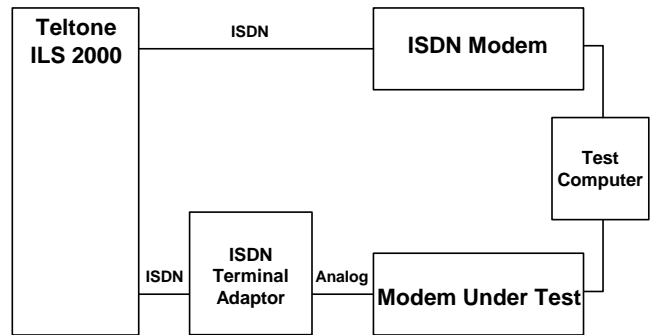 Teltone
ILS 2000
ISDN
ISDN Modem
Test
Computer
ISDN
ISDN
Terminal
Adaptor
Analog
Modem Under Test